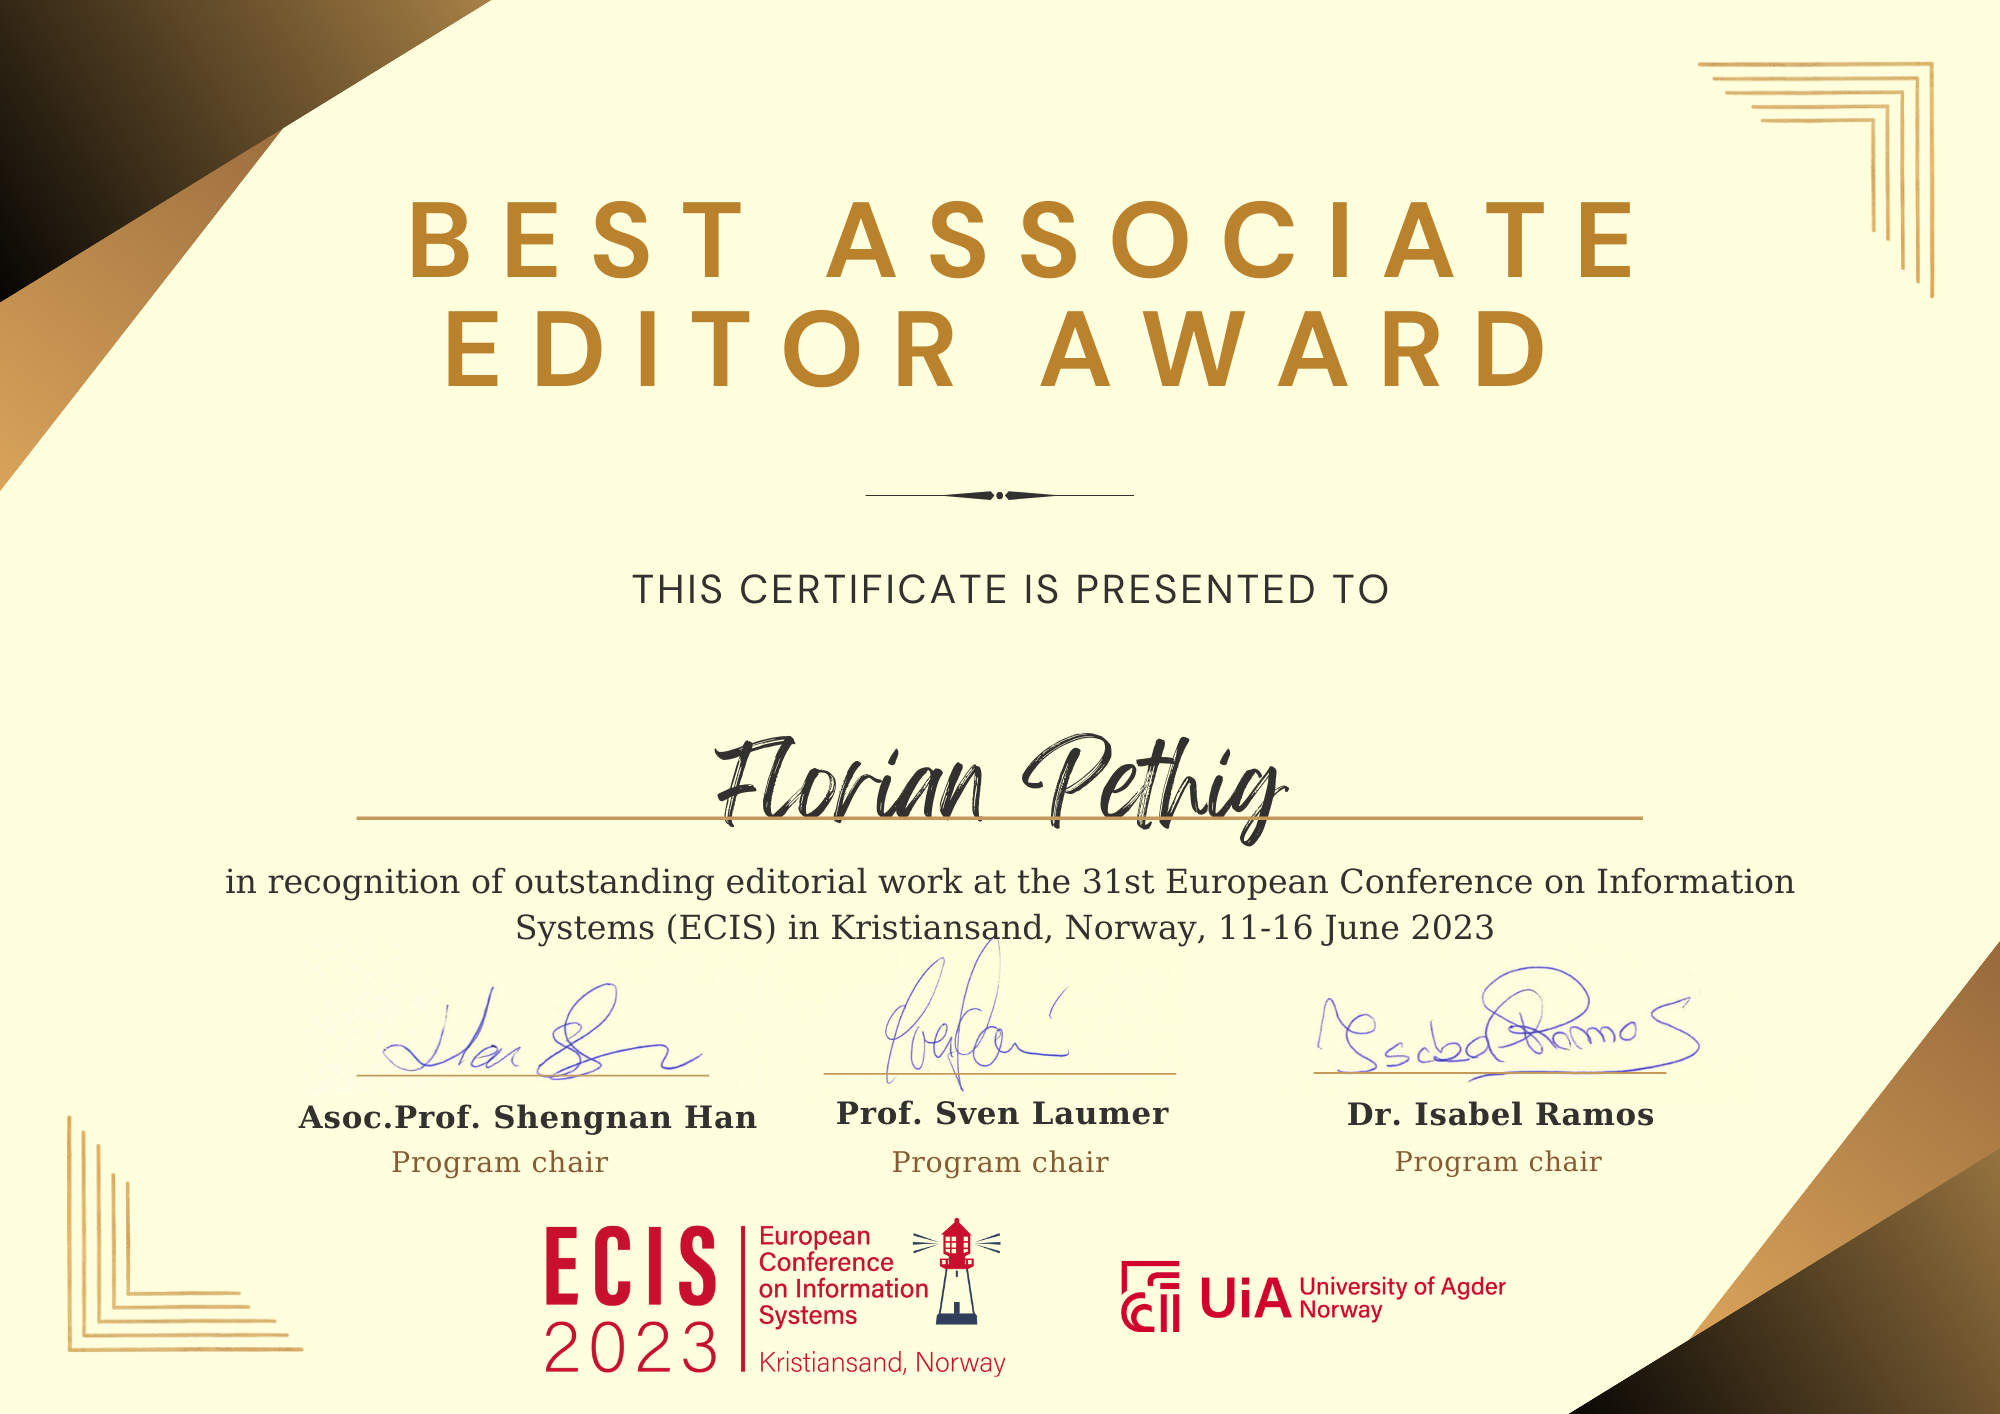 BEST ASSOCIATE
EDITOR AWARD
THIS CERTIFICATE IS PRESENTED TO
Florian Pethig
in recognition of outstanding editorial work at the 31st European Conference on Information
Systems (ECIS) in Kristiansand, Norway, 11-16 June 2023
Isabel Ramos
Asoc.Prof. Shengnan Han
Prof. Sven Laumer
Dr. Isabel Ramos
Program chair
Program chair
Program chair
ECIS
2023
European
Conference
on Information
Systems
Kristiansand, Norway
UiA
University of Agder
Norway